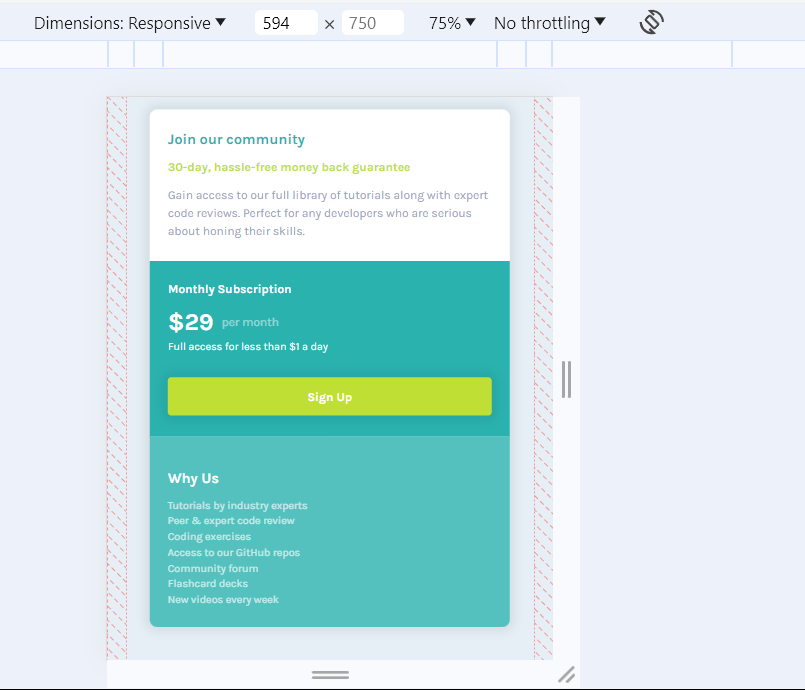 Dimensions: Responsive 594 × 750 75% No throttling
Join our community
30-day, hassle-free money back guarantee
Gain access to our full library of tutorials along with expert
code reviews. Perfect for any developers who are serious
about honing their skills.
Monthly Subscription
$29 per month
Full access for less than $1 a day
Sign Up
Why Us
Tutorials by industry experts
Peer & expert code review
Coding exercises
Access to our GitHub repos
Community forum
Flashcard decks
New videos every week